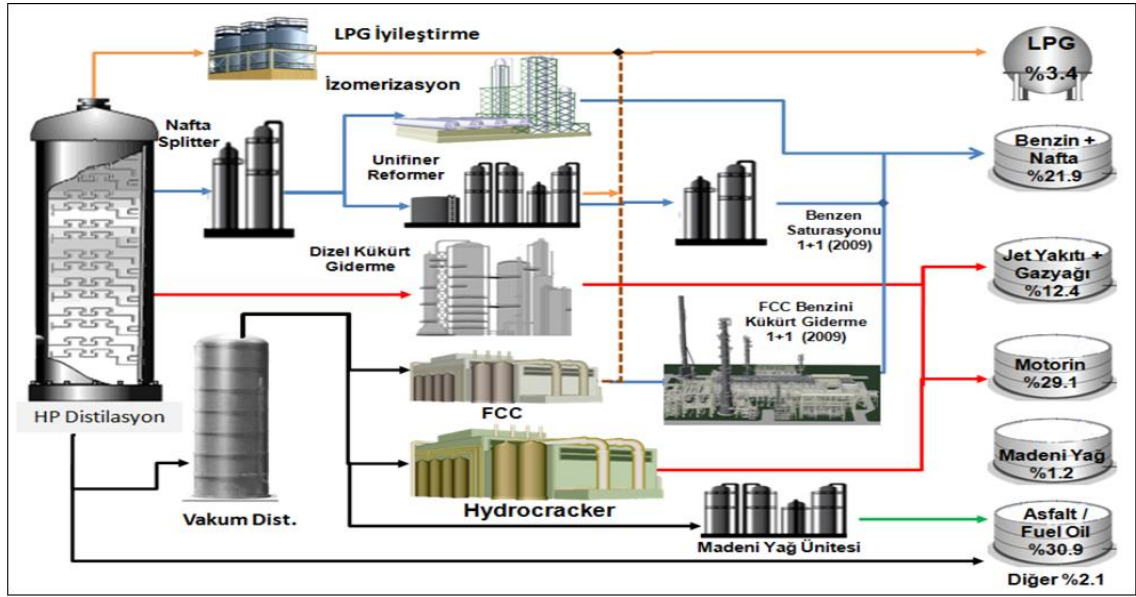 LPG İyileştirme
LPG
%3.4
İzomerizasyon
Nafta
Splitter
Benzin +
Nafta
%21.9
Unifiner
Reformer
Benzen
Saturasyonu
1+1 (2009)
Dizel Kükürt
Giderme
Jet Yakıtı +
Gazyağı
%12.4
FCC Benzini
Kükürt Giderme
1+1 (2009)
Motorin
%29.1
HP Distilasyon
FCC
Madeni Yağ
%1.2
Hydrocracker
Vakum Dist.
Madeni Yağ Ünitesi
Asfalt /
Fuel Oil
%30.9
Diğer %2.1